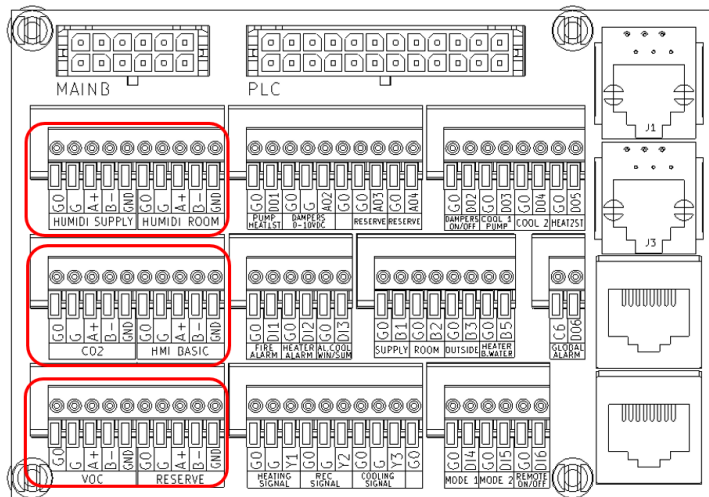 MAINB PLC
J1
G0 G A+ B- GND G0 G A+ B- GND
HUMIDI SUPPLY HUMIDI ROOM
G0 DO1 G0 G AO2 G0 G0 AO3 G0 AO4
PUMP HEAT1ST DAMPERS 0-10VDC RESERVE RESERVE
G0 DO2 G0 DO3 G0 DO4 G0 DO5
DAMPERS ON/OFF COOL 1 PUMP COOL 2 HEAT2ST
J3
G0 G A+ B- GND G0 G A+ B- GND
CO2 HMI BASIC
G0 DI1 G0 DI2 G0 DI3
FIRE ALARM HEATER ALARM AL.COOL WIN/SUM
G0 B1 G0 B2 G0 B3 G0 B5
SUPPLY ROOM OUTSIDE HEATER B.WATER
C6 DO6
GLOBAL ALARM
G0 G A+ B- GND G0 G A+ B- GND
VOC RESERVE
G0 G Y1 G0 G Y2 G0 G Y3 G0
HEATING SIGNAL REC SIGNAL COOLING SIGNAL
G0 DI4 G0 DI5 G0 DI6
MODE 1 MODE 2 REMOTE ON/OFF